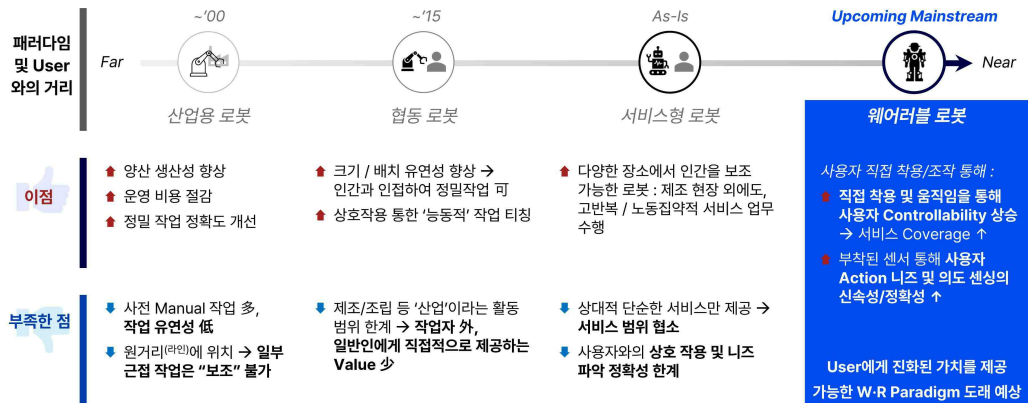 ~'00
~'15
As-Is
Upcoming Mainstream
패러다임
및 User
와의 거리
Far
Near
산업용 로봇
협동 로봇
서비스형 로봇
웨어러블 로봇
이점
양산 생산성 향상
운영 비용 절감
정밀 작업 정확도 개선
크기 / 배치 유연성 향상 →
인간과 인접하여 정밀작업 可
상호작용 통한 '능동적' 작업 티칭
다양한 장소에서 인간을 보조
가능한 로봇 : 제조 현장 외에도,
고반복 / 노동집약적 서비스 업무
수행
사용자 직접 착용/조작 통해 :
직접 착용 및 움직임을 통해
사용자 Controllability 상승
→ 서비스 Coverage ↑
부착된 센서 통해 사용자
Action 니즈 및 의도 센싱의
신속성/정확성 ↑
부족한 점
사전 Manual 작업 多,
작업 유연성 低
원거리(라인)에 위치 → 일부
근접 작업은 "보조" 불가
제조/조립 등 '산업'이라는 활동
범위 한계 → 작업자 外,
일반인에게 직접적으로 제공하는
Value 少
상대적 단순한 서비스만 제공 →
서비스 범위 협소
사용자와의 상호 작용 및 니즈
파악 정확성 한계
User에게 진화된 가치를 제공
가능한 W·R Paradigm 도래 예상